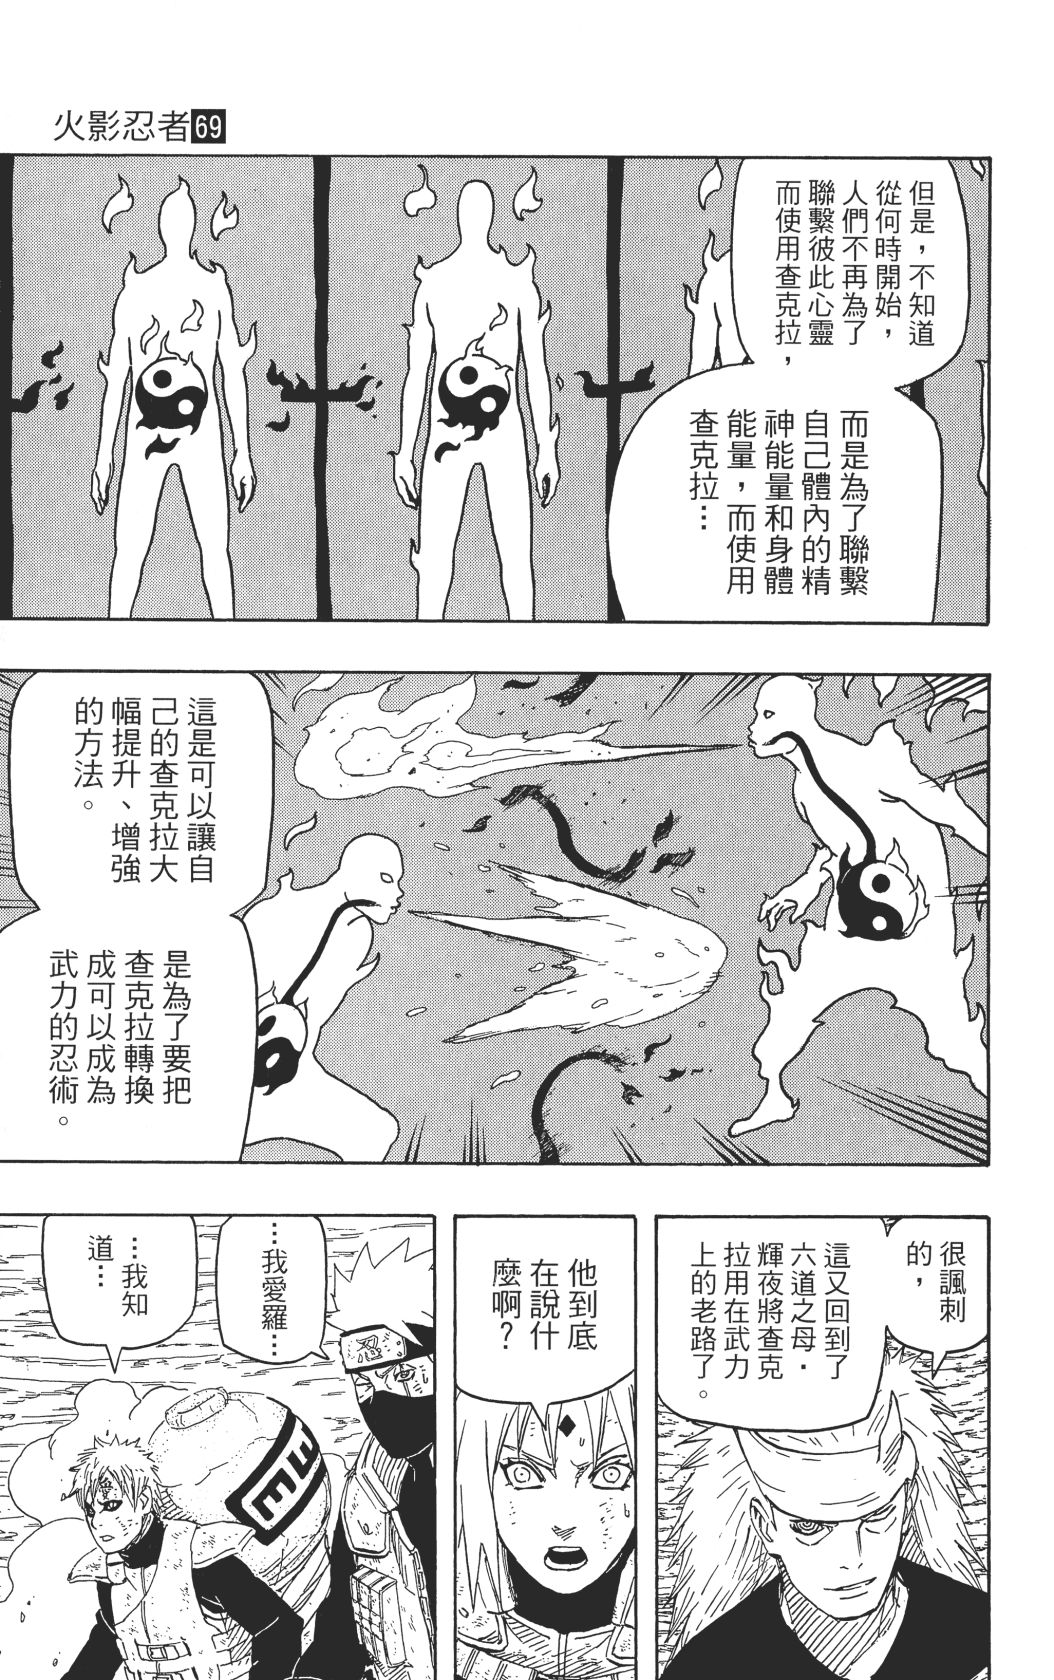 火影忍者69
但是，不知道
從何時開始，
人們不再為了
聯繫彼此心靈
而使用查克拉，
而是為了聯繫
自己體內的精
神能量和身體
能量，而使用
查克拉…
這是可以讓自
己的查克拉大
幅提升、增強
的方法。
是為了要把
查克拉轉換
成可以成為
武力的忍術。
很諷刺
的，
這又回到了
六道之母．
輝夜將查克
拉用在武力
上的老路了。
他到底
在說什
麼啊？
…我愛羅…
忍
…我知
道…